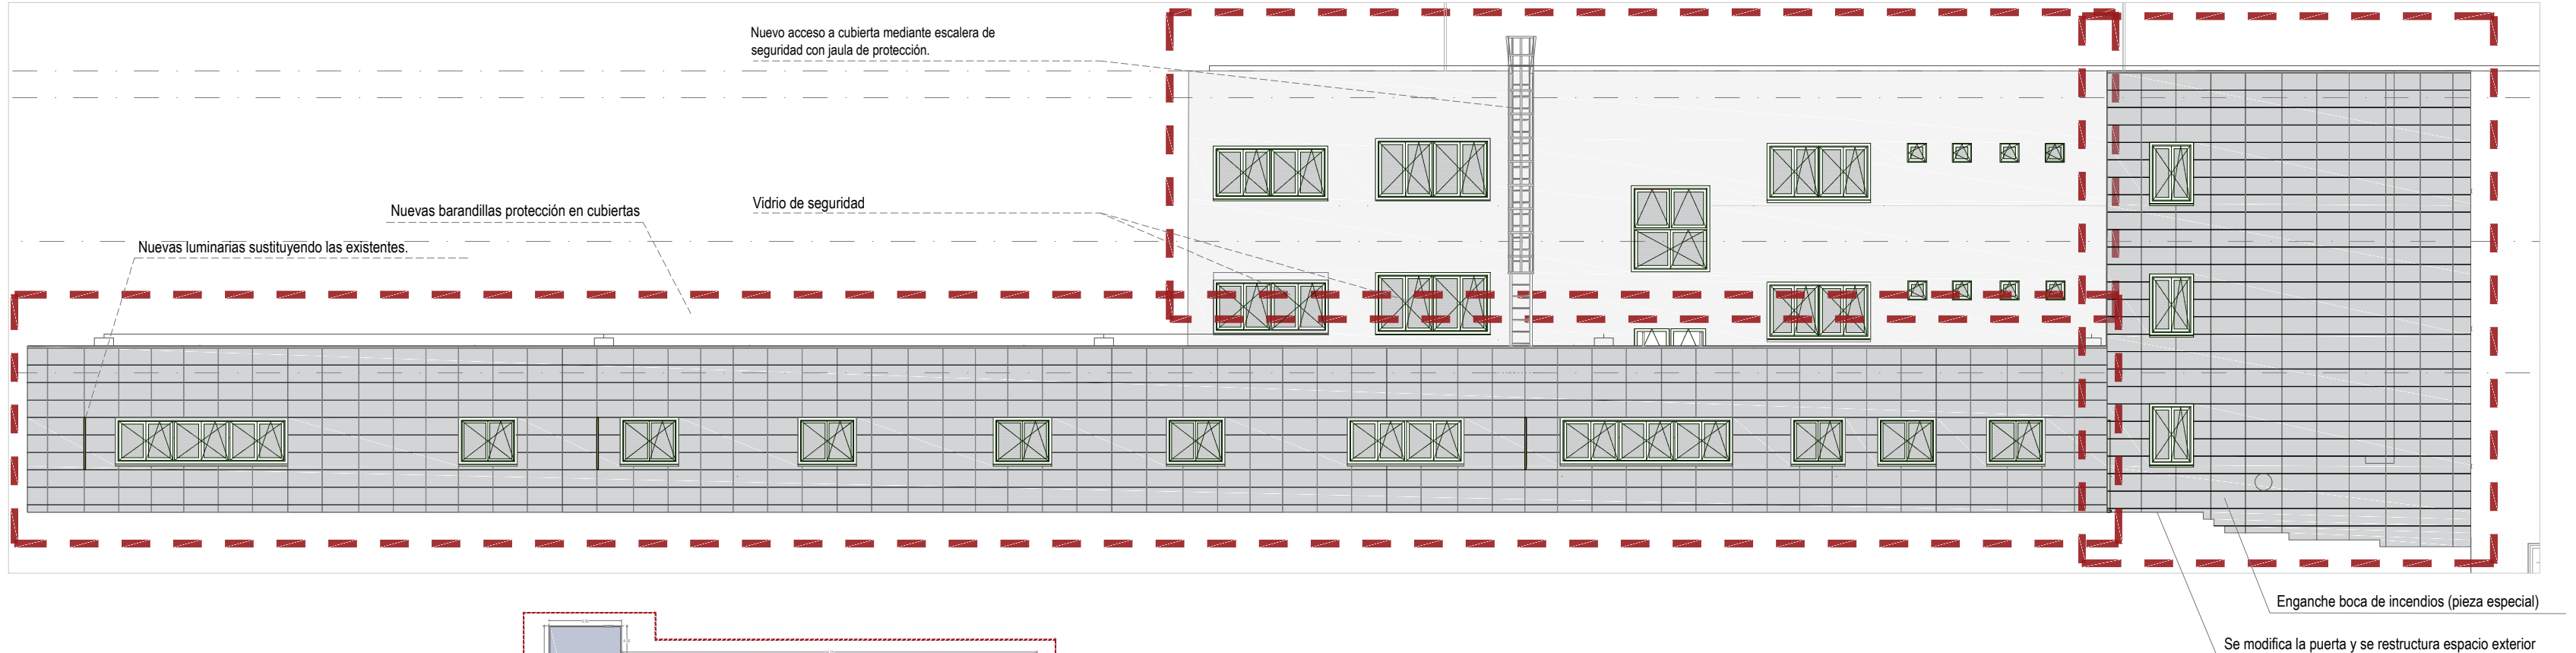 Nuevo acceso a cubierta mediante escalera de
seguridad con jaula de protección.
Vidrio de seguridad
Nuevas barandillas protección en cubiertas
Nuevas luminarias sustituyendo las existentes.
Enganche boca de incendios (pieza especial)
Se modifica la puerta y se restructura espacio exterior